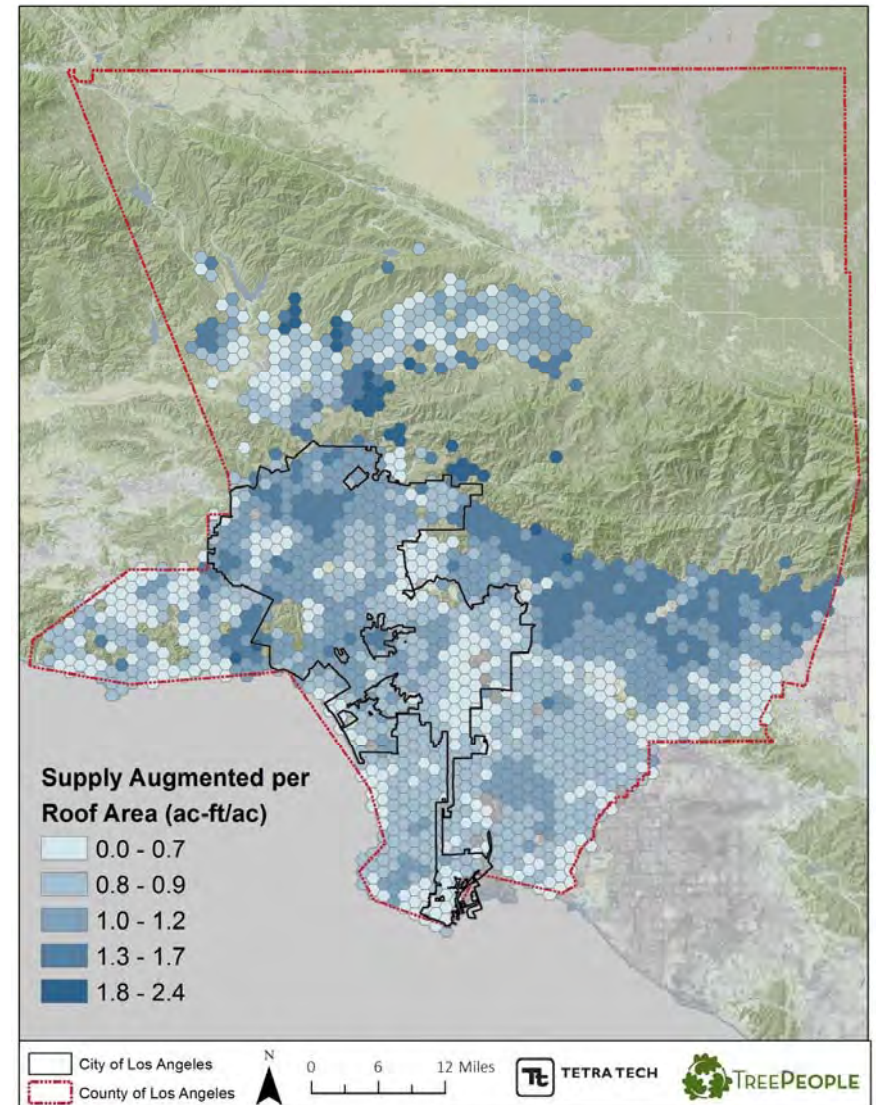 Supply Augmented per
Roof Area (ac-ft/ac)
0.0 - 0.7
0.8 - 0.9
1.0 - 1.2
1.3 - 1.7
1.8 - 2.4
City of Los Angeles
County of Los Angeles
N
0 6 12 Miles
Tt TETRA TECH
TREEPEOPLE